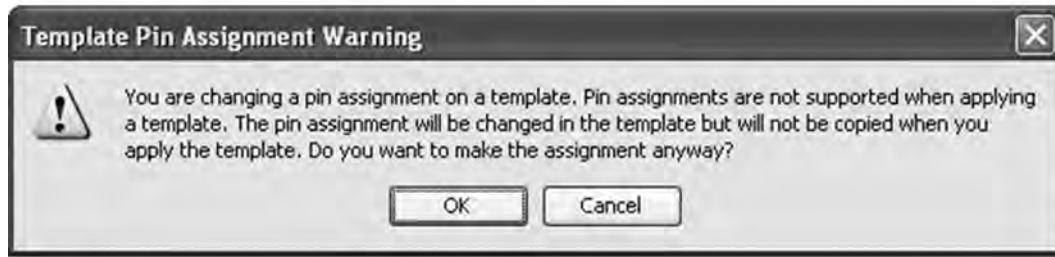 Template Pin Assignment Warning
You are changing a pin assignment on a template. Pin assignments are not supported when applying
a template. The pin assignment will be changed in the template but will not be copied when you
apply the template. Do you want to make the assignment anyway?
OK
Cancel